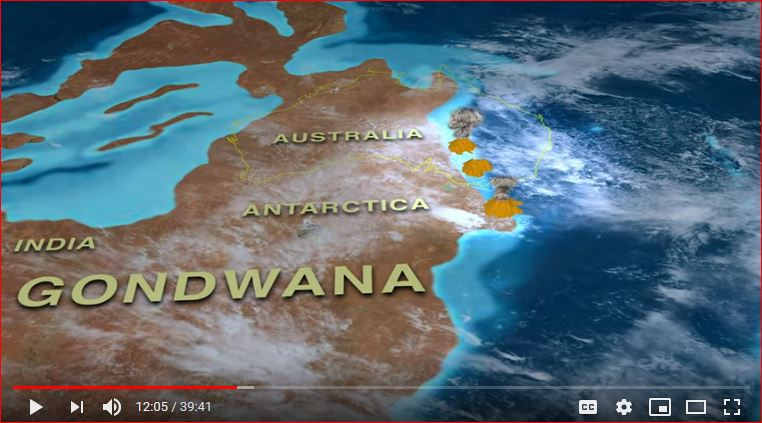 AUSTRALIA
ANTARCTICA
INDIA
GONDWANA
12:05 / 39:41
CC